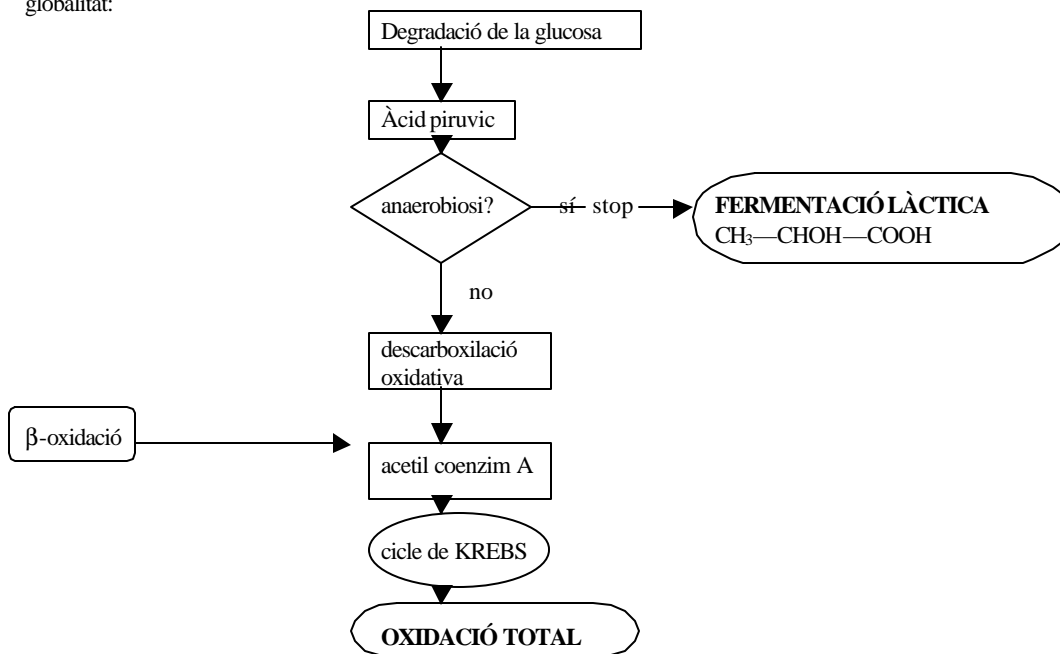 globalitat:
Degradació de la glucosa
Àcid piruvic
anaerobiosi?
sí stop
FERMENTACIÓ LÀCTICA
CH₃—CHOH—COOH
no
descarboxilació
oxidativa
β-oxidació
acetil coenzim A
cicle de KREBS
OXIDACIÓ TOTAL